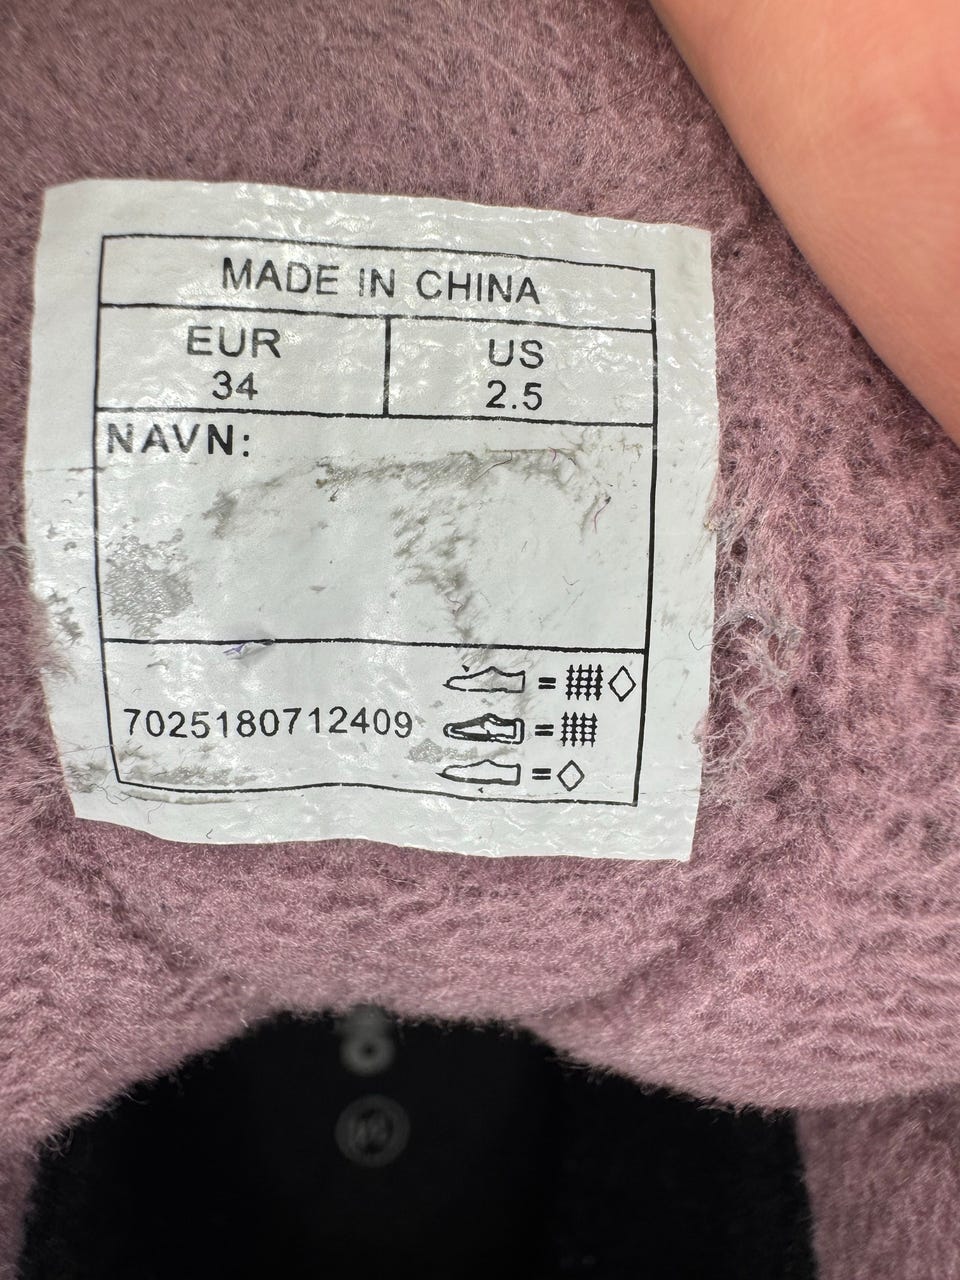 MADE IN CHINA
EUR
34
US
2.5
NAVN:
7025180712409
=
=
=